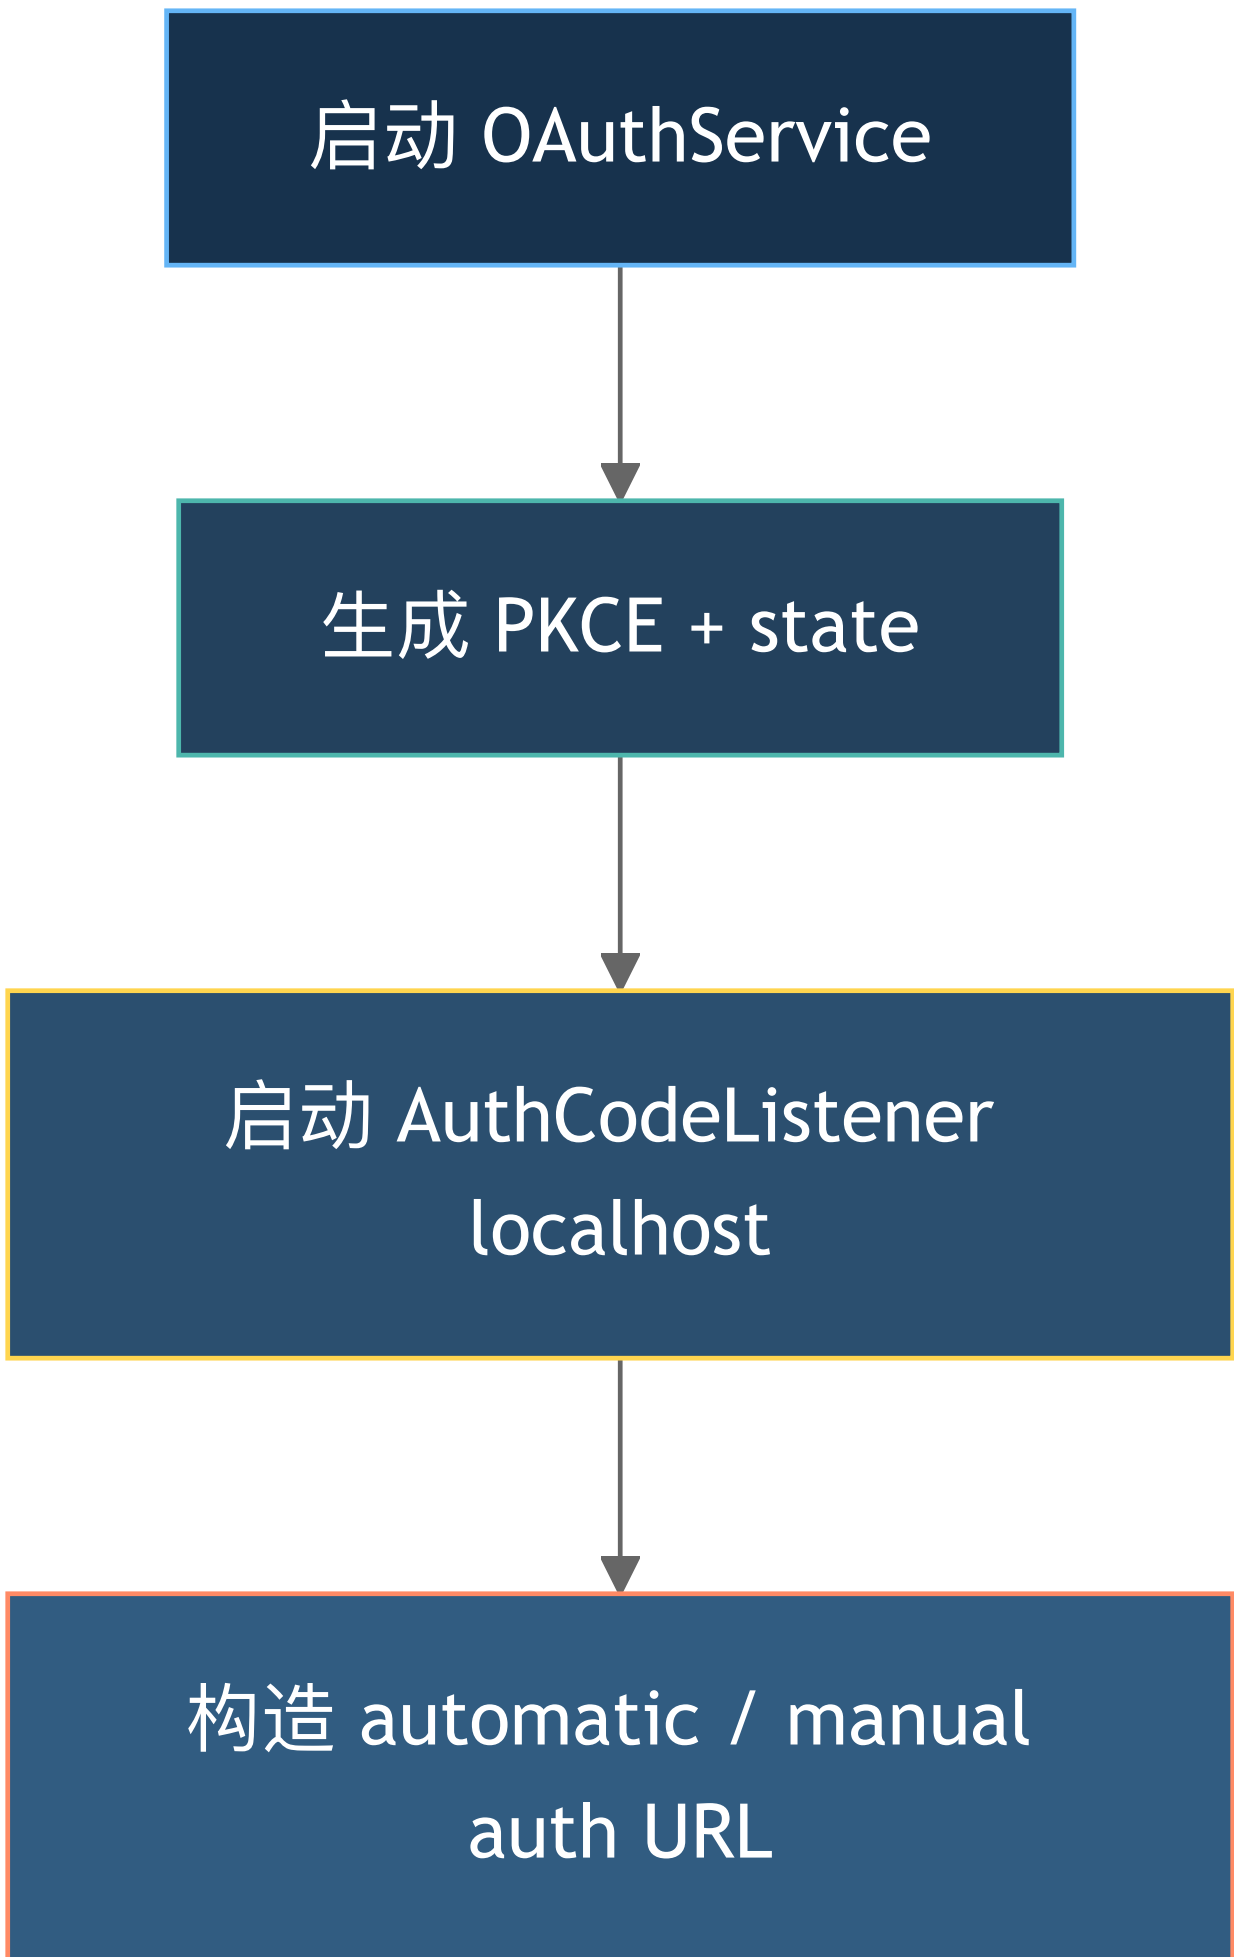 启动 OAuthService
生成 PKCE + state
启动 AuthCodeListener
localhost
构造 automatic / manual
auth URL